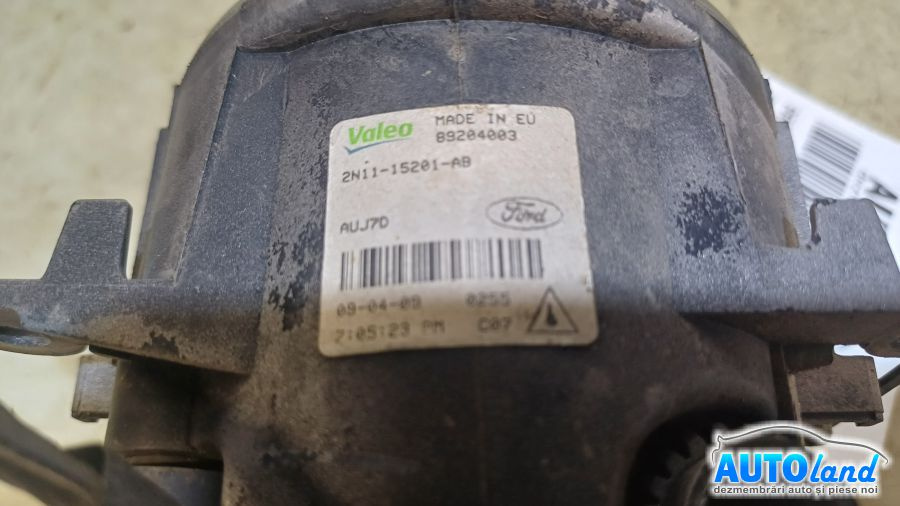 Valeo MADE IN EU
89204003
2N11-15201-AB
AUJ7D Ford
09-04-09 0255
7:05:23 PM C07
AUTOland
dezmembrări auto și piese noi